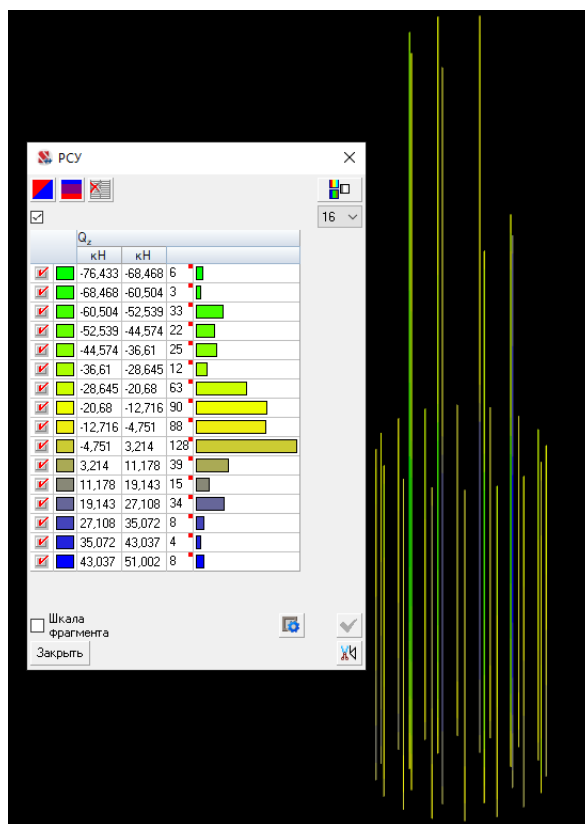 РСУ
16
Qz
кН кН
-76,433 -68,468 6
-68,468 -60,504 3
-60,504 -52,539 33
-52,539 -44,574 22
-44,574 -36,61 25
-36,61 -28,645 12
-28,645 -20,68 63
-20,68 -12,716 90
-12,716 -4,751 88
-4,751 3,214 128
3,214 11,178 39
11,178 19,143 15
19,143 27,108 34
27,108 35,072 8
35,072 43,037 4
43,037 51,002 8
Шкала
фрагмента
Закрыть